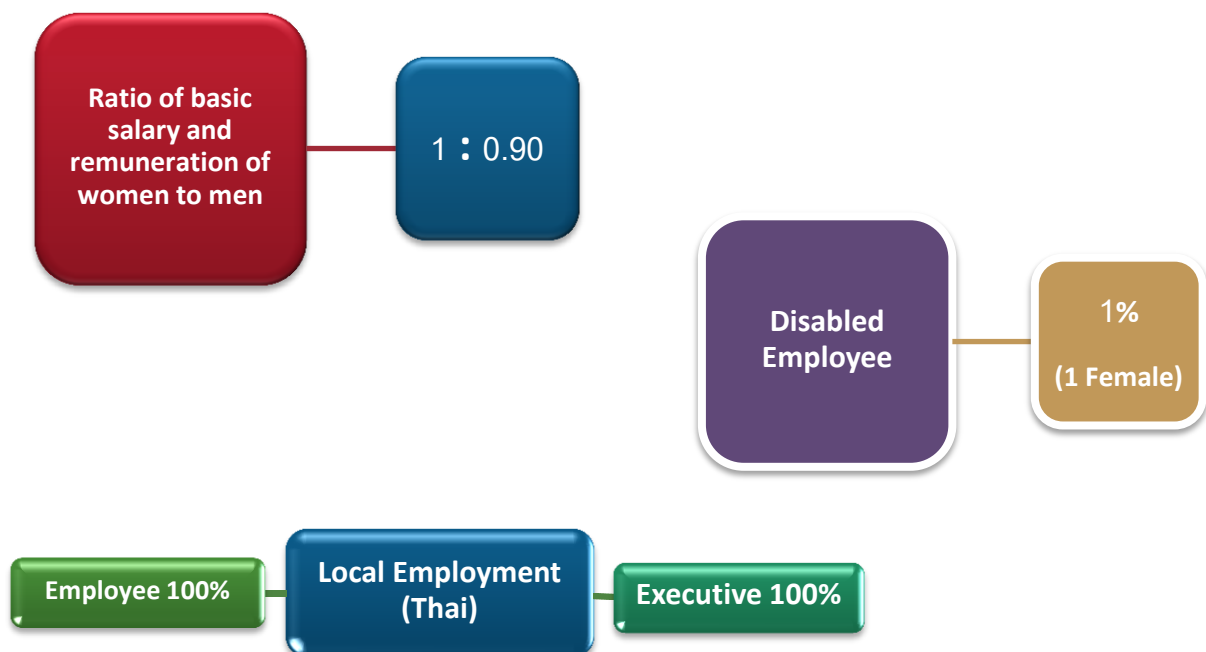 Ratio of basic
salary and
remuneration of
women to men
1 : 0.90
Disabled
Employee
1%
(1 Female)
Employee 100%
Local Employment
(Thai)
Executive 100%